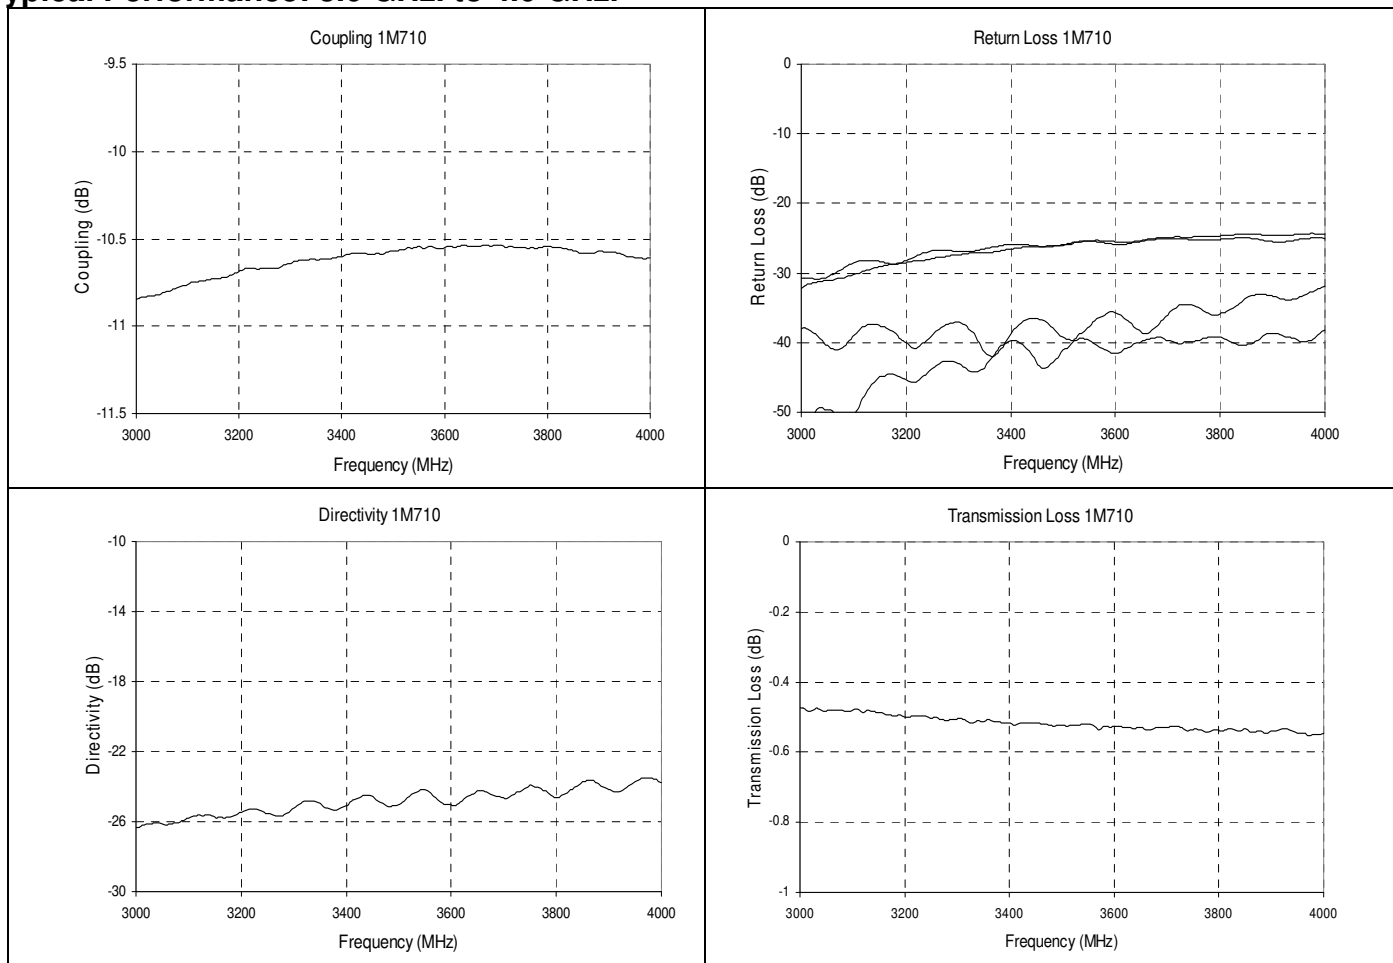 Coupling 1M710
-9.5
-10
-10.5
-11
-11.5
Coupling (dB)
3000 3200 3400 3600 3800 4000
Frequency (MHz)
Return Loss 1M710
0
-10
-20
-30
-40
-50
Return Loss (dB)
3000 3200 3400 3600 3800 4000
Frequency (MHz)
Directivity 1M710
-10
-14
-18
-22
-26
-30
Directivity (dB)
3000 3200 3400 3600 3800 4000
Frequency (MHz)
Transmission Loss 1M710
0
-0.2
-0.4
-0.6
-0.8
-1
Transmission Loss (dB)
3000 3200 3400 3600 3800 4000
Frequency (MHz)